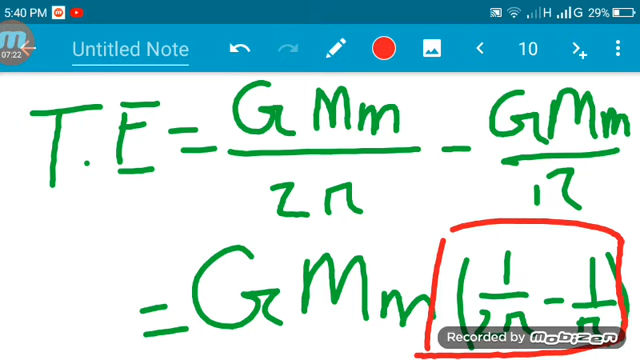 5:40 PM H G 29%
07:22 Untitled Note 10
T.E = GMm/2r - GMm/r
= GMm (1/2r - 1/r)
RECORDED BY
mobizen